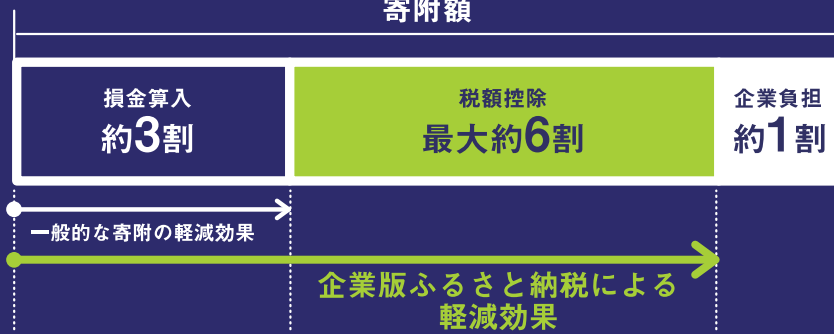 寄附額
損金算入
約3割
税額控除
最大約6割
企業負担
約1割
一般的な寄附の軽減効果
企業版ふるさと納税による
軽減効果